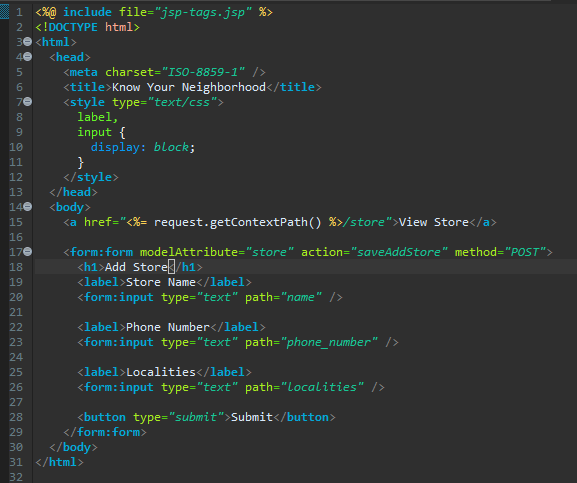 1 <%@ include file="jsp-tags.jsp" %>
2 <!DOCTYPE html>
3 <html>
4   <head>
5     <meta charset="ISO-8859-1" />
6     <title>Know Your Neighborhood</title>
7     <style type="text/css">
8       label,
9       input {
10         display: block;
11       }
12     </style>
13   </head>
14   <body>
15     <a href="<%= request.getContextPath() %>/store">View Store</a>
16
17     <form:form modelAttribute="store" action="saveAddStore" method="POST">
18       <h1>Add Store</h1>
19       <label>Store Name</label>
20       <form:input type="text" path="name" />
21
22       <label>Phone Number</label>
23       <form:input type="text" path="phone_number" />
24
25       <label>Localities</label>
26       <form:input type="text" path="localities" />
27
28       <button type="submit">Submit</button>
29     </form:form>
30   </body>
31 </html>
32